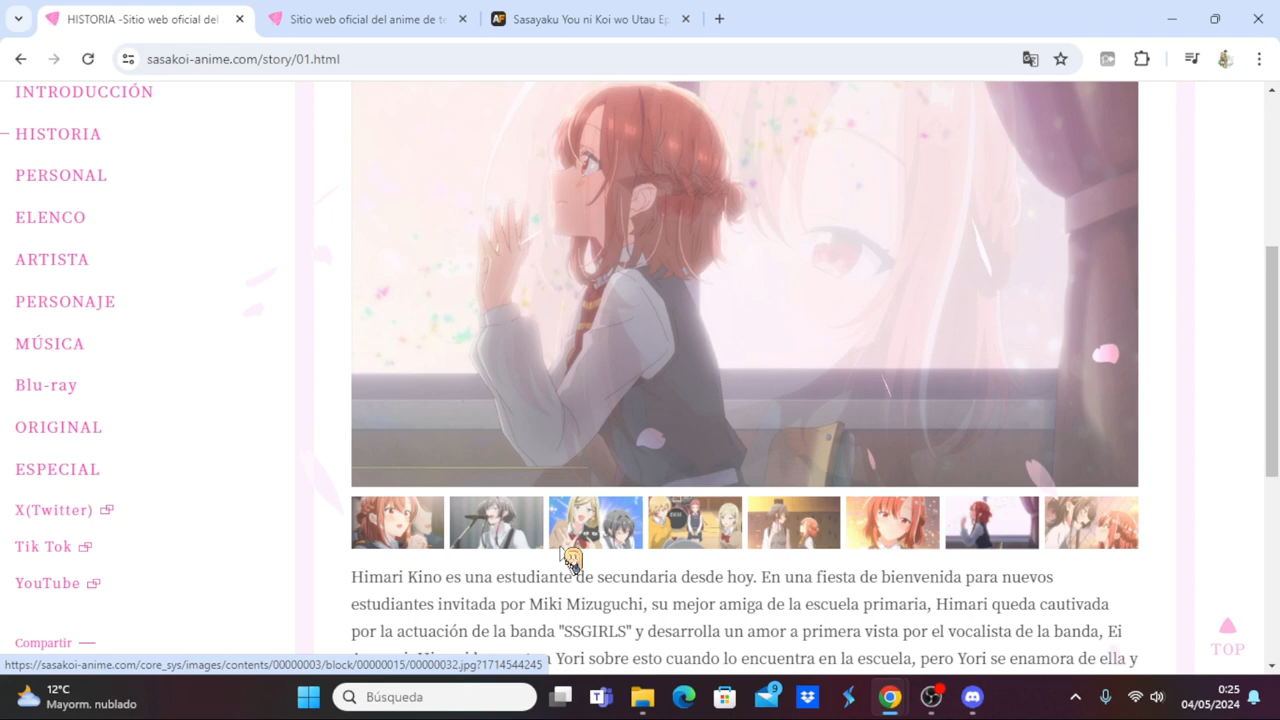 HISTORIA -Sitio web oficial del
Sitio web oficial del anime de te
Sasayaku You ni Koi wo Utau Ep
sasakoi-anime.com/story/01.html
INTRODUCCIÓN
HISTORIA
PERSONAL
ELENCO
ARTISTA
PERSONAJE
MÚSICA
Blu-ray
ORIGINAL
ESPECIAL
X(Twitter)
Tik Tok
YouTube
Compartir
Himari Kino es una estudiante de secundaria desde hoy. En una fiesta de bienvenida para nuevos
estudiantes invitada por Miki Mizuguchi, su mejor amiga de la escuela primaria, Himari queda cautivada
por la actuación de la banda "SSGIRLS" y desarrolla un amor a primera vista por el vocalista de la banda, Ei
Yori sobre esto cuando lo encuentra en la escuela, pero Yori se enamora de ella y
TOP
https://sasakoi-anime.com/core_sys/images/contents/00000003/block/00000015/00000032.jpg?1714544245
12°C
Mayorm. nublado
Búsqueda
9
0:25
04/05/2024